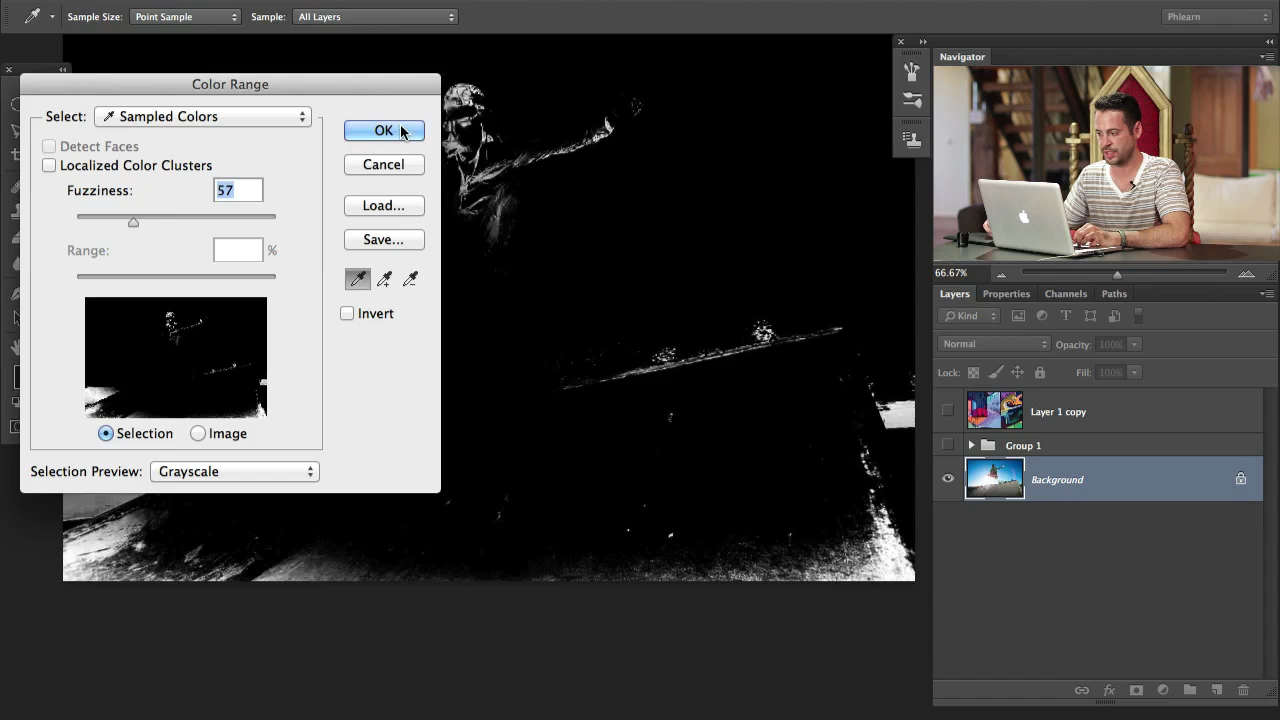 Sample Size: Point Sample Sample: All Layers Phlearn
Color Range
Select: Sampled Colors
Detect Faces
Localized Color Clusters
Fuzziness: 57
Range: %
Selection Image
Selection Preview: Grayscale
OK
Cancel
Load...
Save...
Invert
Navigator
66.67%
Layers Properties Channels Paths
Kind
Normal Opacity: 100%
Lock: Fill: 100%
Layer 1 copy
Group 1
Background
fx